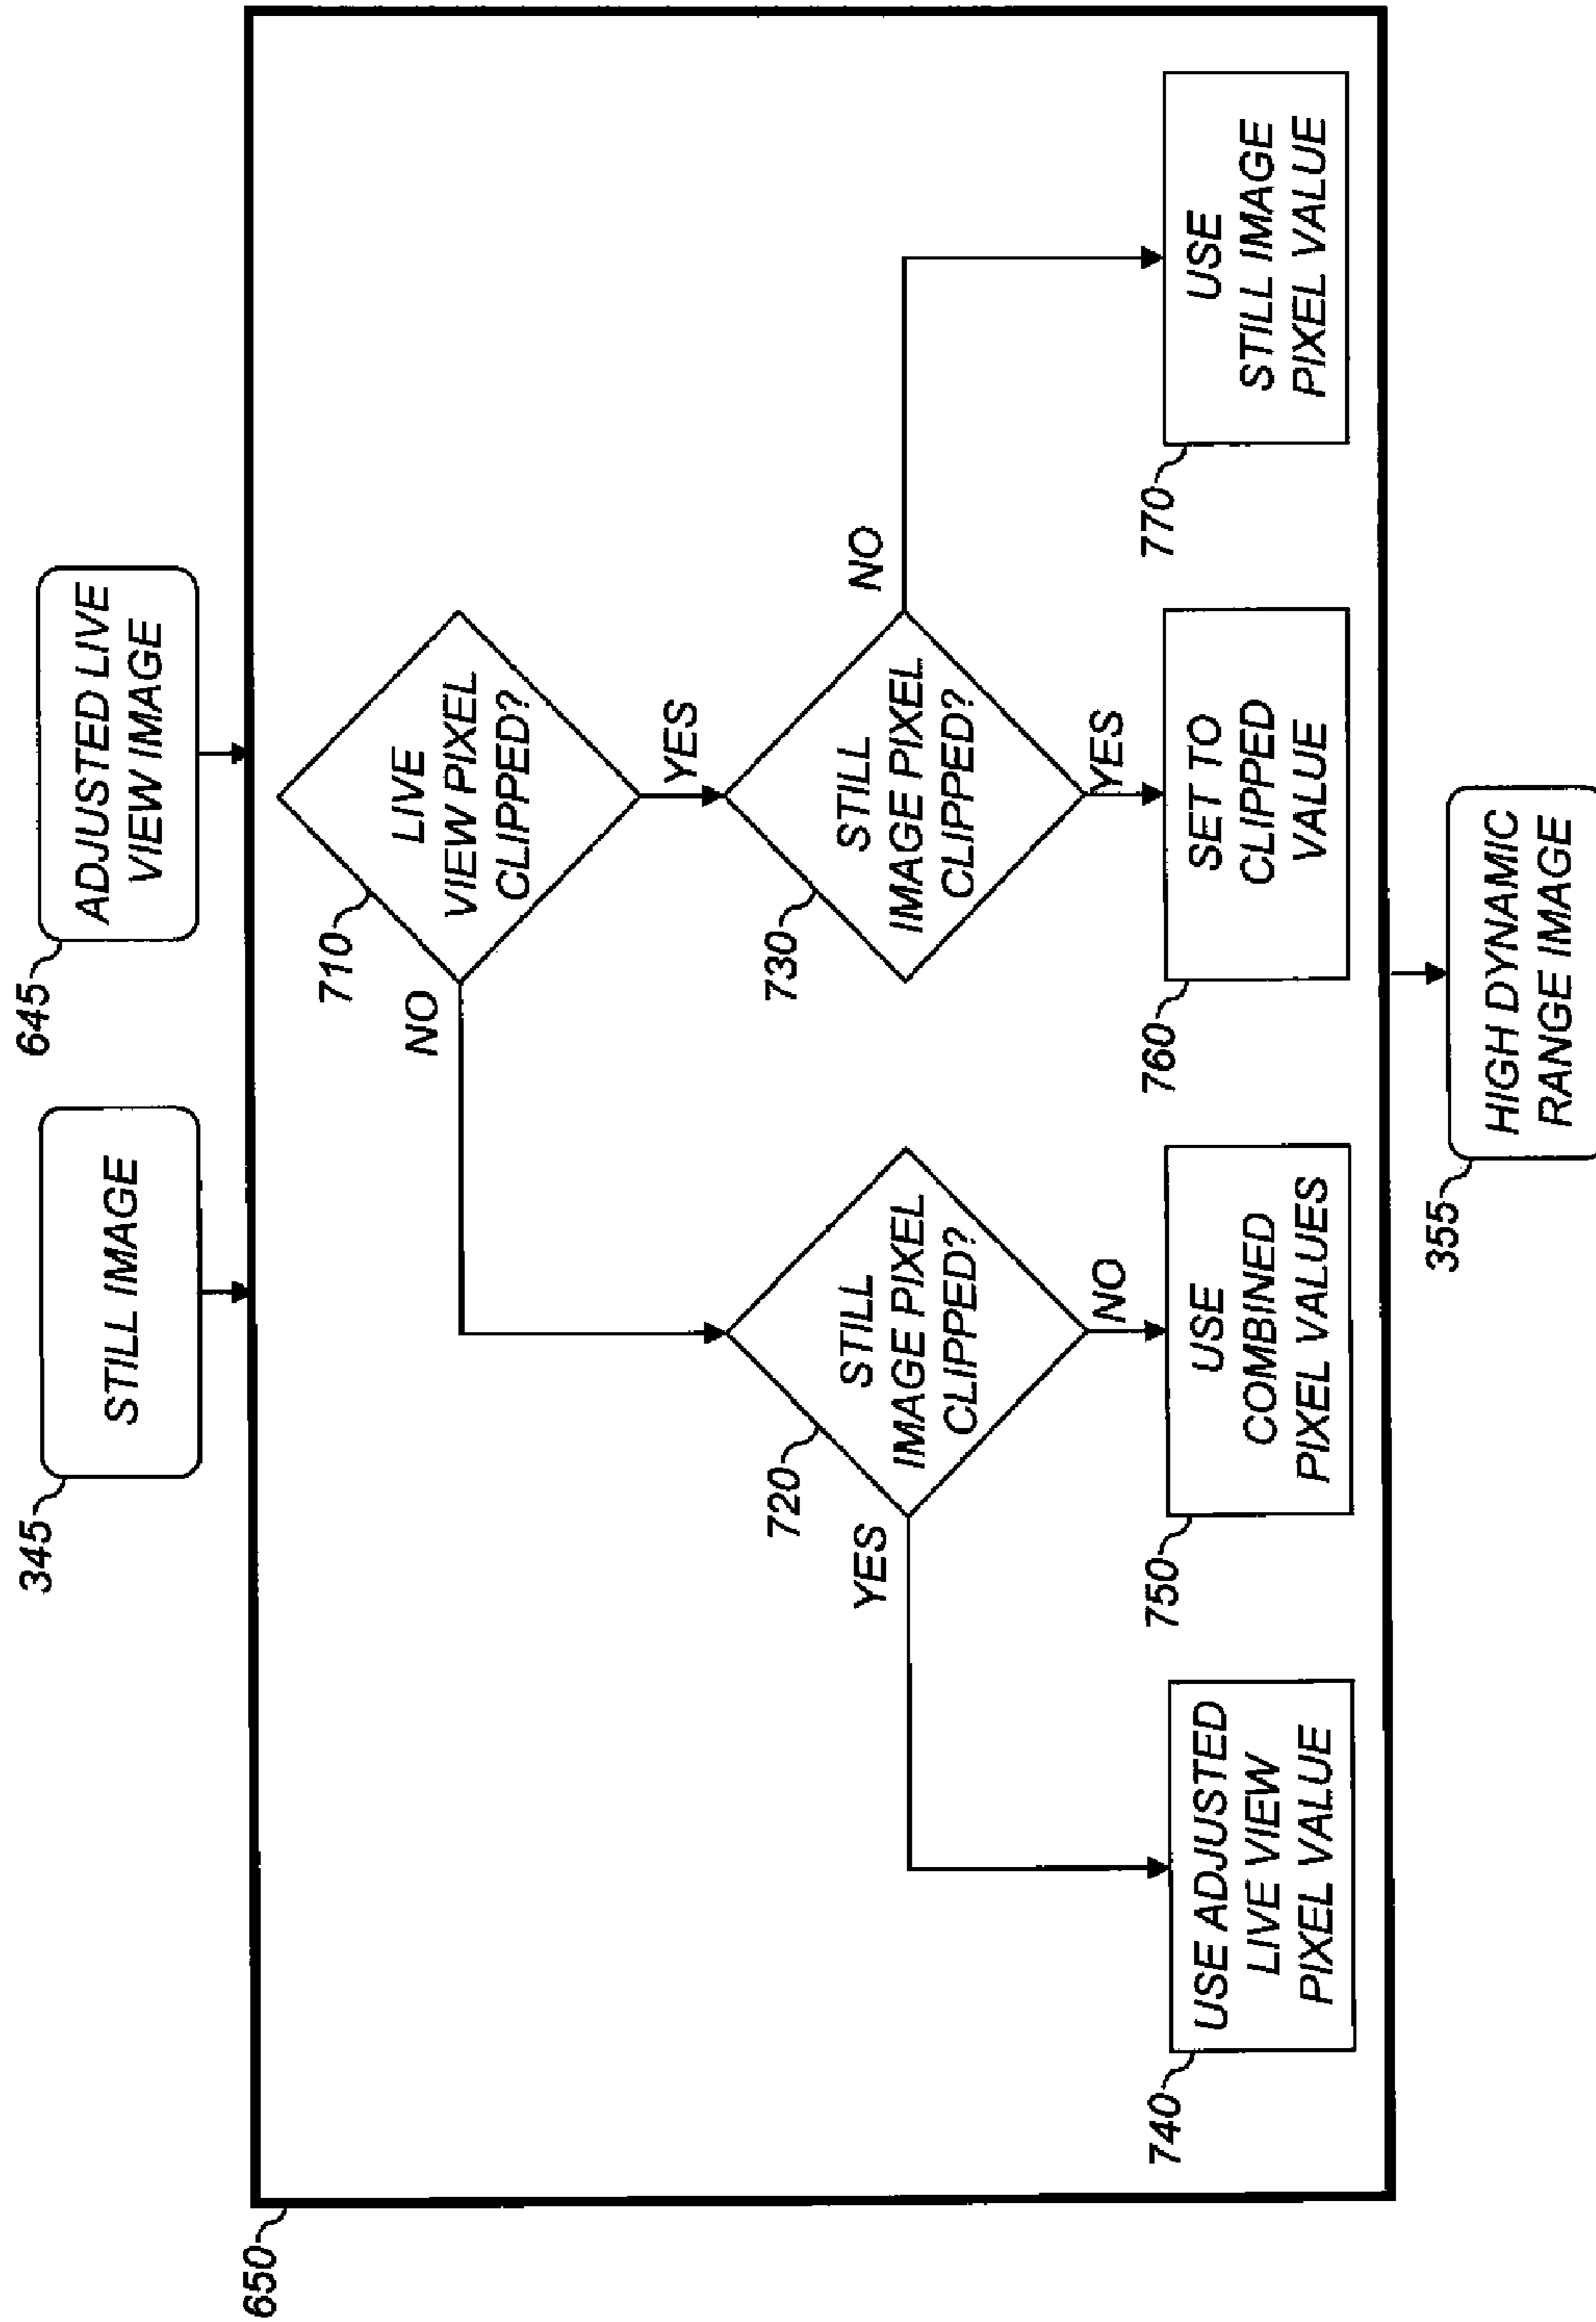 345
STILL IMAGE
645
ADJUSTED LIVE
VIEW IMAGE
650
710
LIVE
VIEW PIXEL
CLIPPED?
NO
YES
720
STILL
IMAGE PIXEL
CLIPPED?
YES
NO
730
STILL
IMAGE PIXEL
CLIPPED?
NO
YES
740
USE ADJUSTED
LIVE VIEW
PIXEL VALUE
750
USE
COMBINED
PIXEL VALUES
760
SET TO
CLIPPED
VALUE
770
USE
STILL IMAGE
PIXEL VALUE
355
HIGH DYNAMIC
RANGE IMAGE